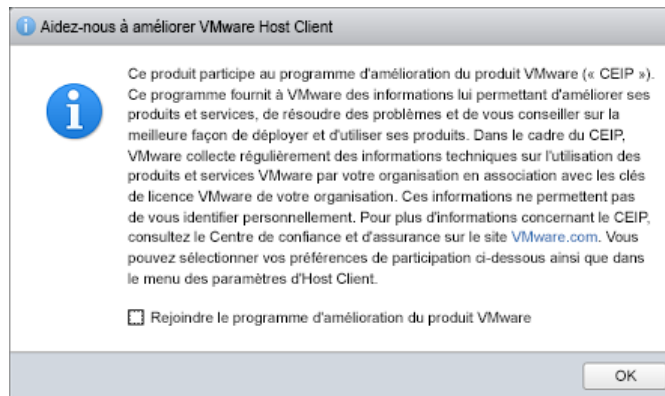 Aidez-nous à améliorer VMware Host Client
Ce produit participe au programme d'amélioration du produit VMware (« CEIP »).
Ce programme fournit à VMware des informations lui permettant d'améliorer ses
produits et services, de résoudre des problèmes et de vous conseiller sur la
meilleure façon de déployer et d'utiliser ses produits. Dans le cadre du CEIP,
VMware collecte régulièrement des informations techniques sur l'utilisation des
produits et services VMware par votre organisation en association avec les clés
de licence VMware de votre organisation. Ces informations ne permettent pas
de vous identifier personnellement. Pour plus d'informations concernant le CEIP,
consultez le Centre de confiance et d'assurance sur le site VMware.com. Vous
pouvez sélectionner vos préférences de participation ci-dessous ainsi que dans
le menu des paramètres d'Host Client.
Rejoindre le programme d'amélioration du produit VMware
OK